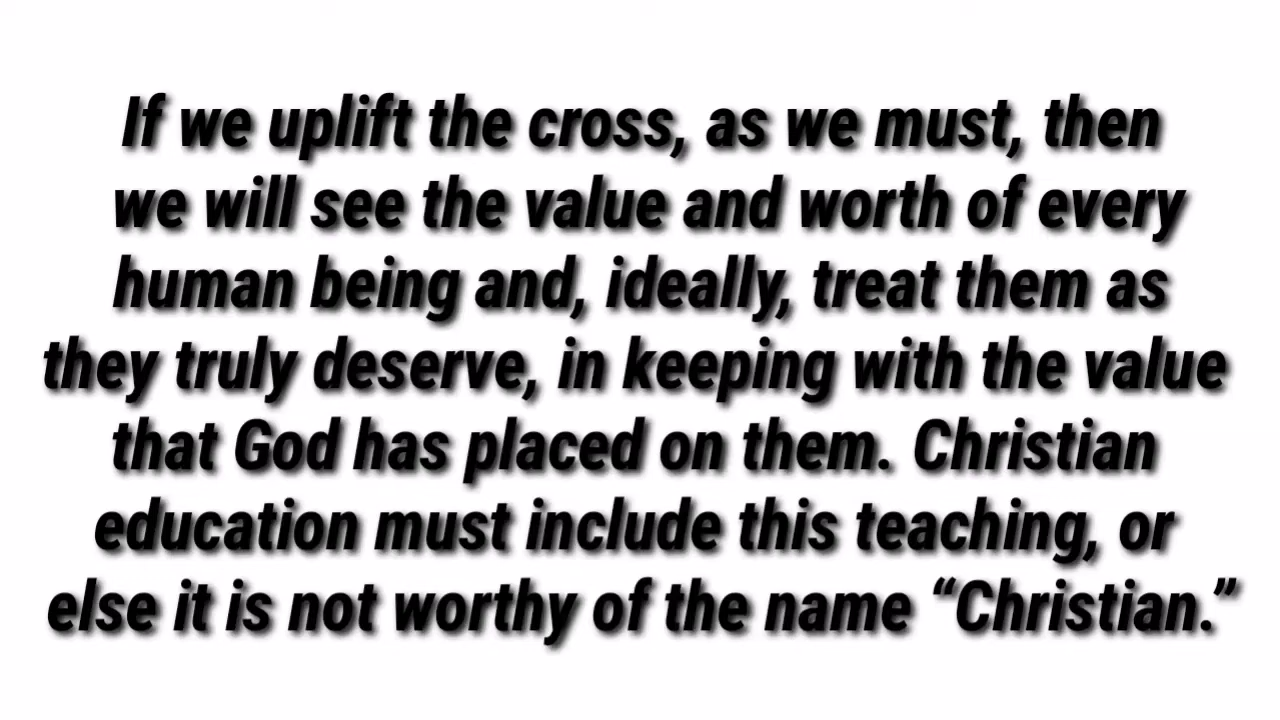 If we uplift the cross, as we must, then
we will see the value and worth of every
human being and, ideally, treat them as
they truly deserve, in keeping with the value
that God has placed on them. Christian
education must include this teaching, or
else it is not worthy of the name “Christian.”